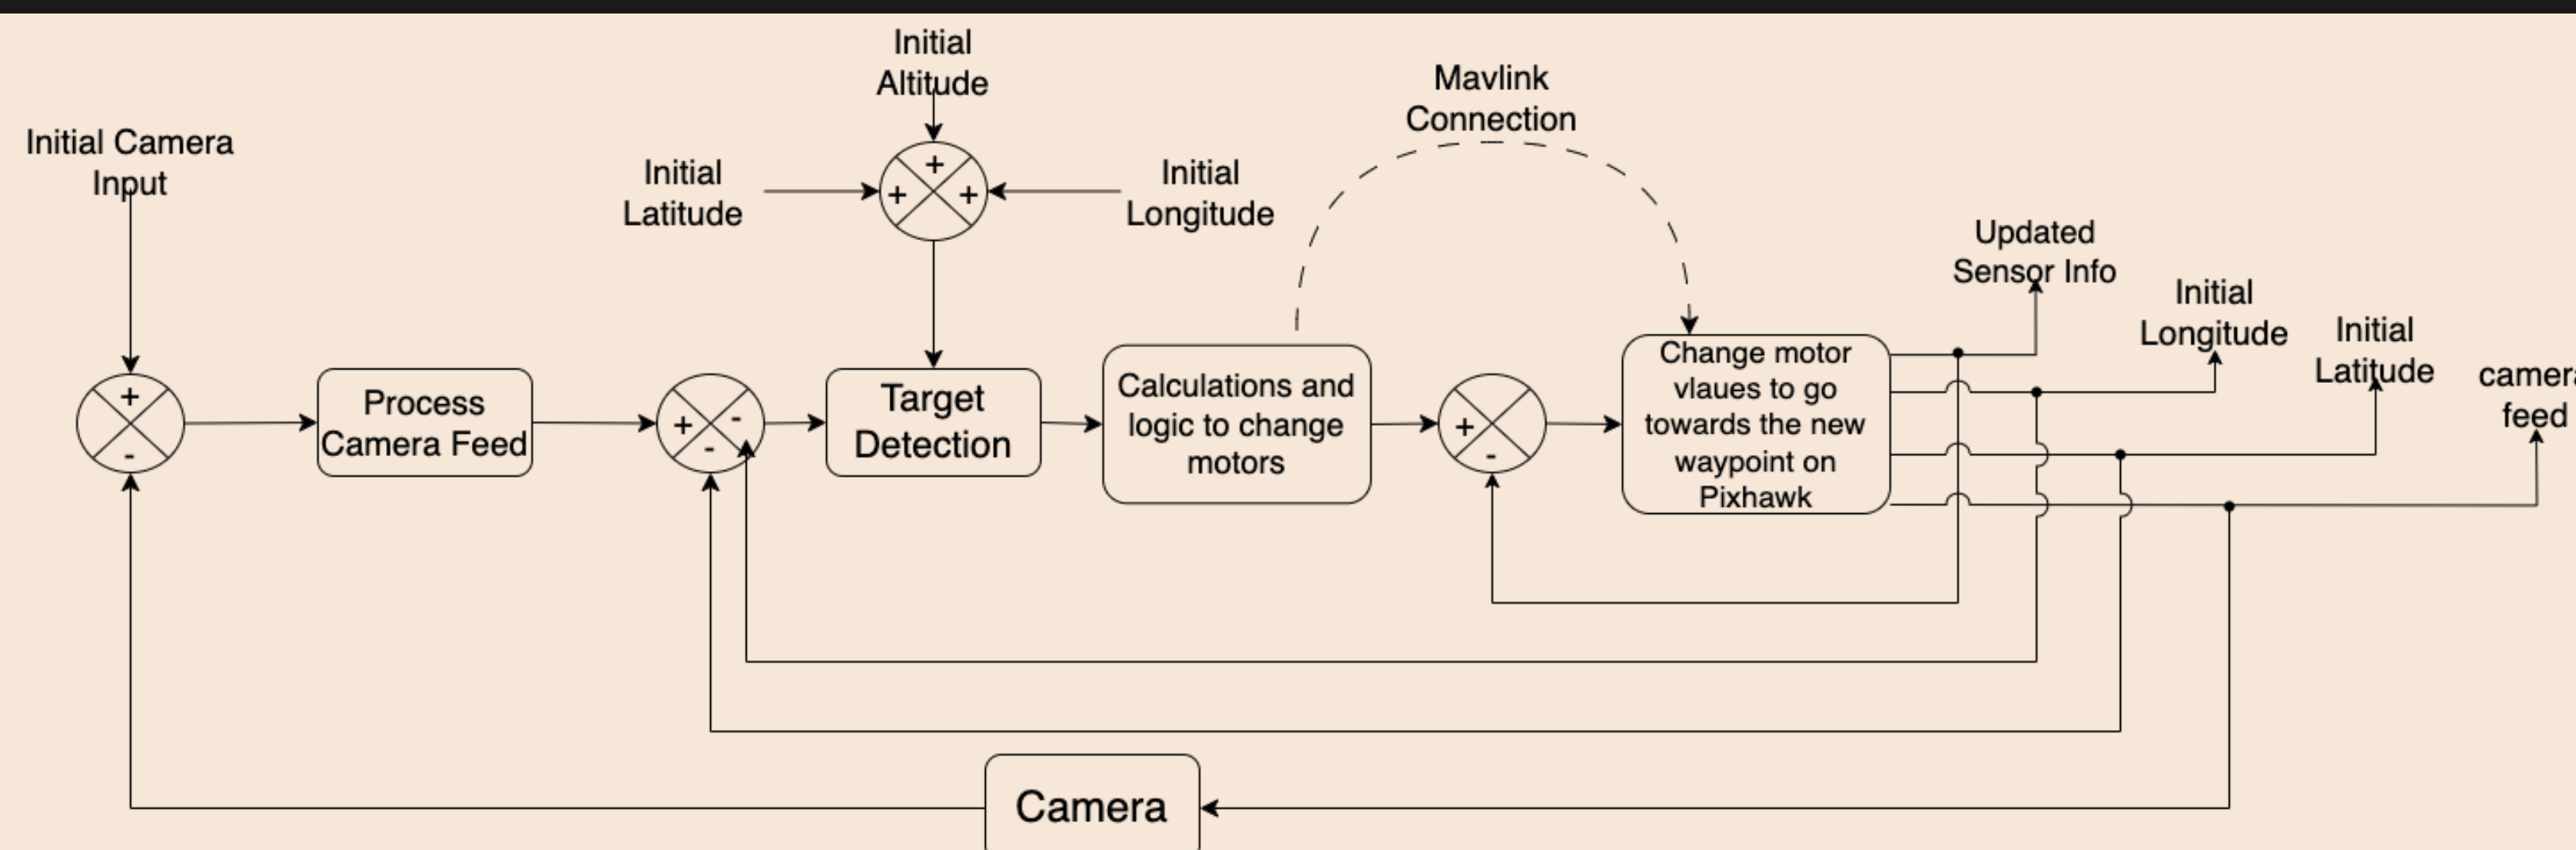 Initial
Altitude
Mavlink
Connection
Initial Camera
Input
Initial
Latitude
+
+
+
Initial
Longitude
Updated
Sensor Info
Initial
Longitude
Initial
Latitude
camera
feed
+
-
Process
Camera Feed
+
-
-
Target
Detection
Calculations and
logic to change
motors
+
-
Change motor
vlaues to go
towards the new
waypoint on
Pixhawk
Camera